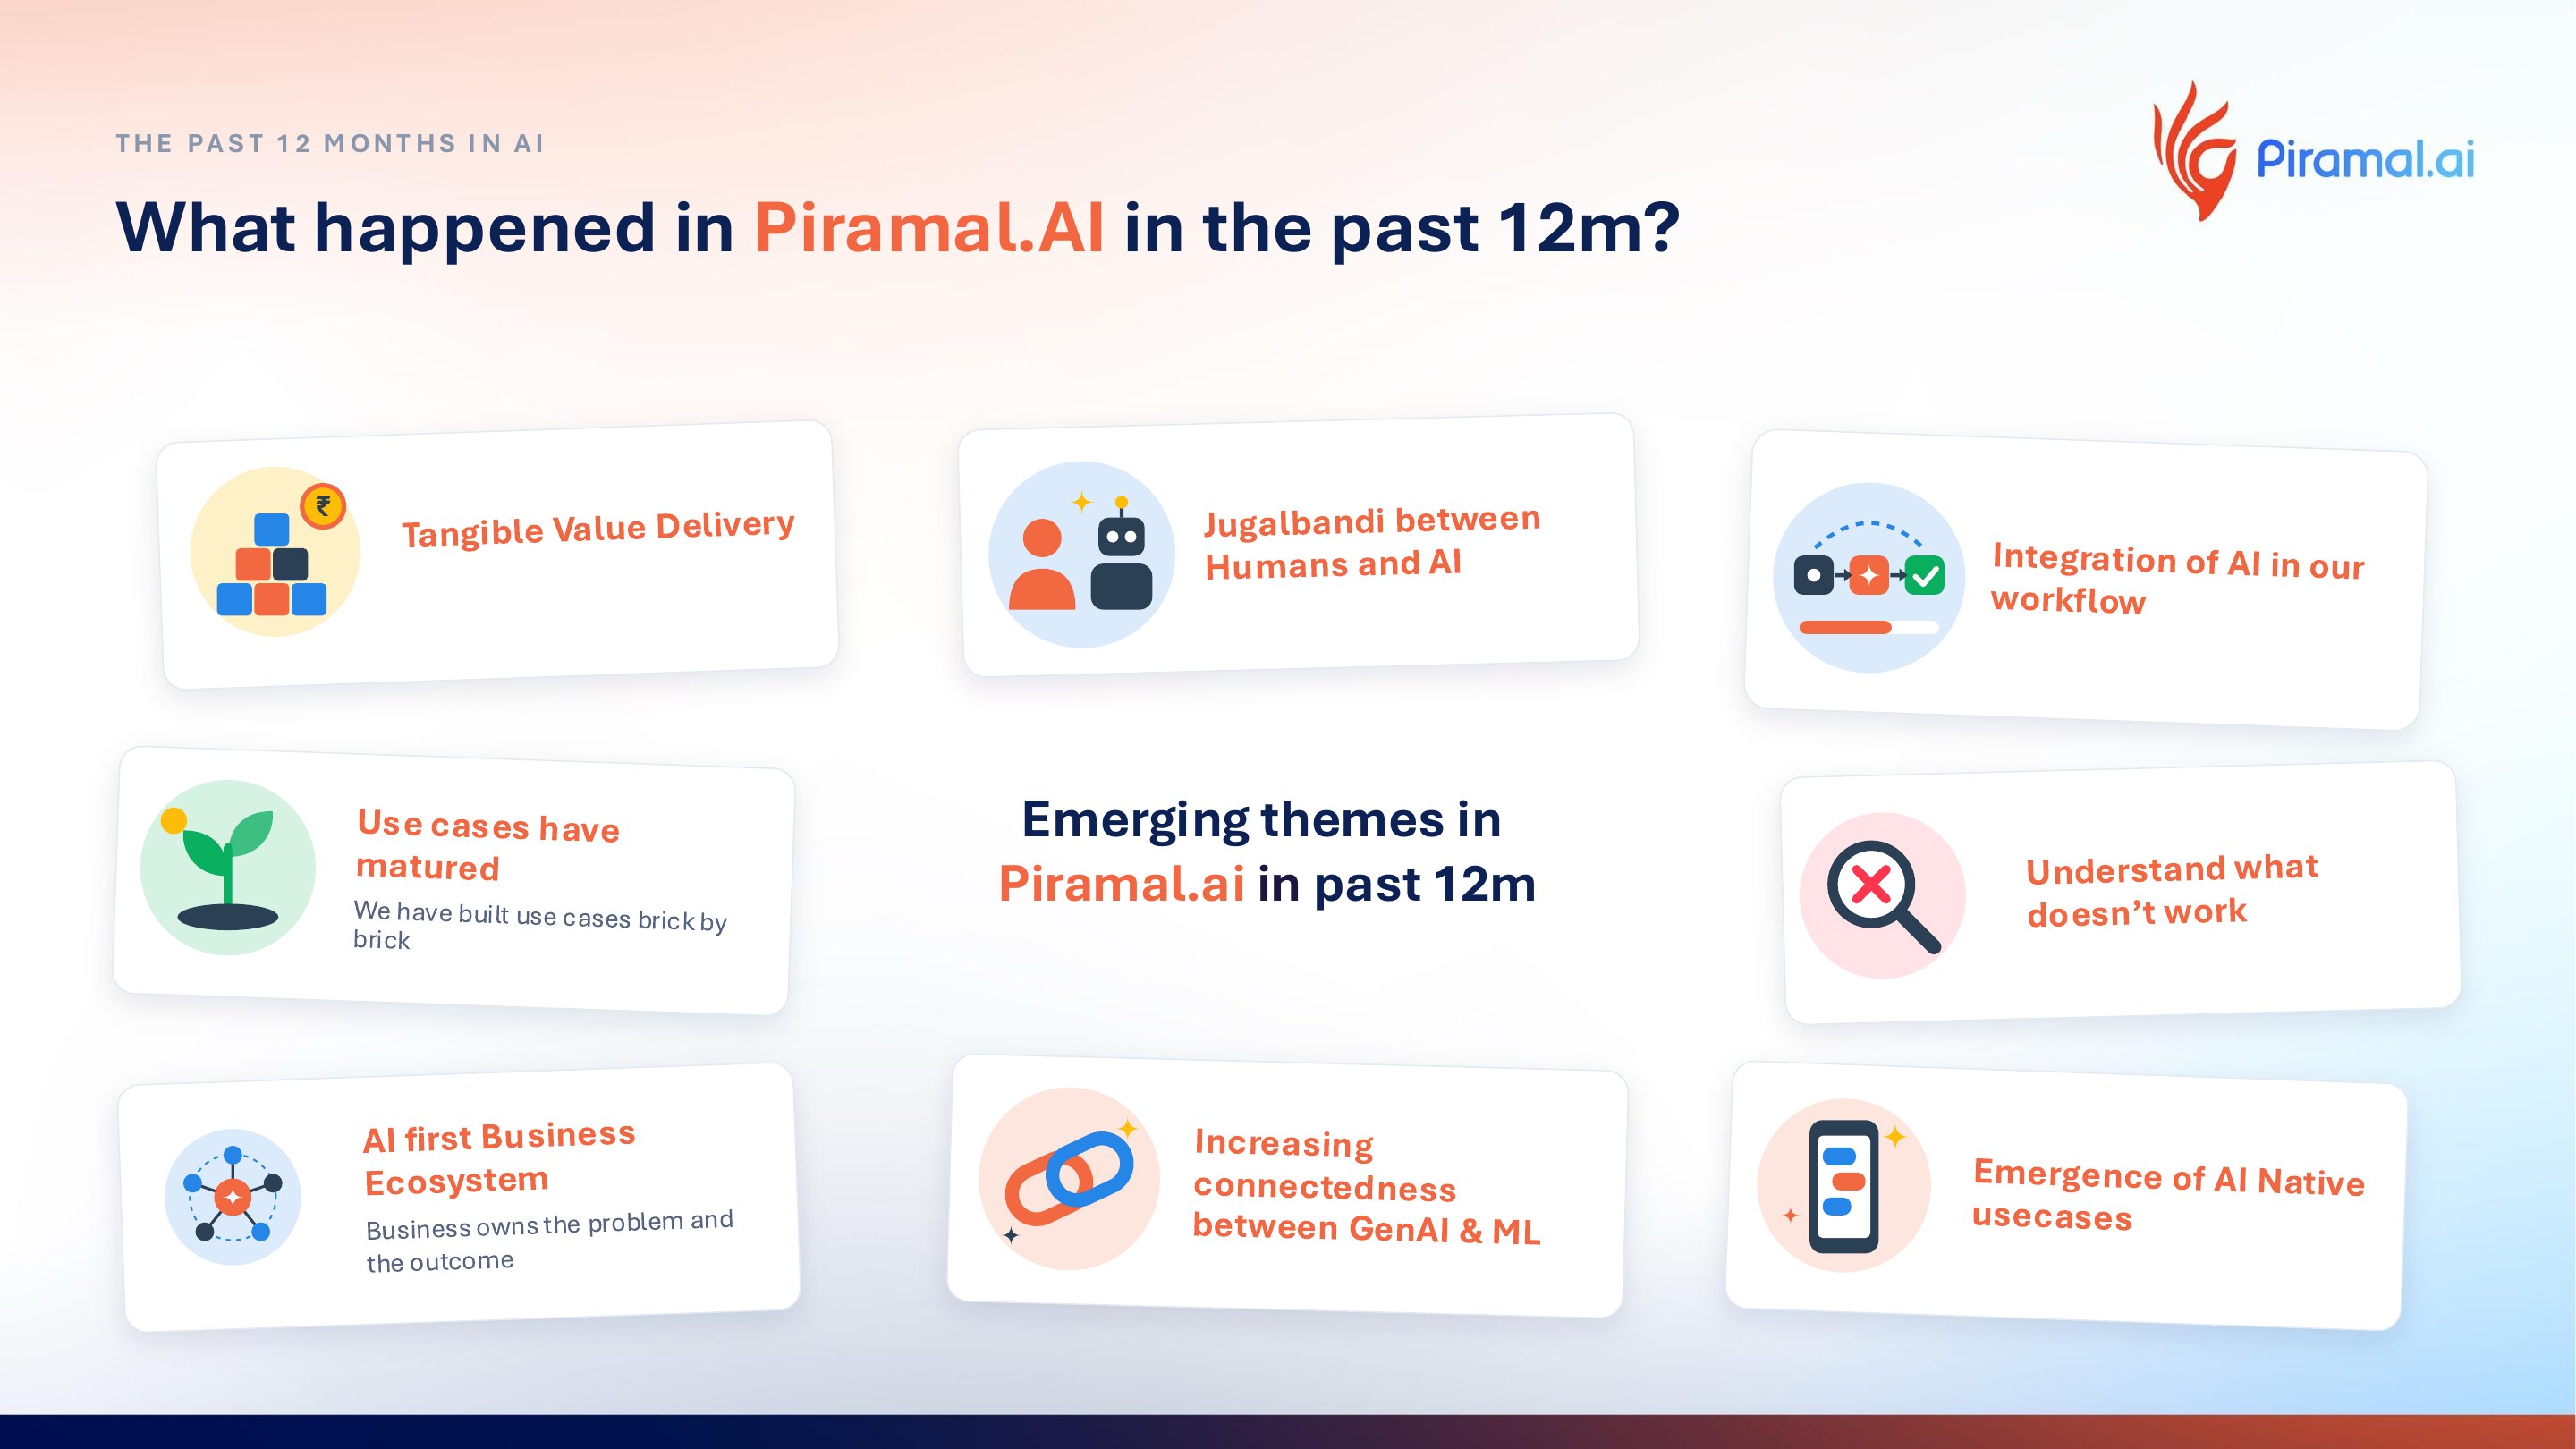 THE PAST 12 MONTHS IN AI
Piramal.ai
What happened in Piramal.AI in the past 12m?
₹
Tangible Value Delivery
Jugalbandi between
Humans and AI
Integration of AI in our
workflow
Use cases have
matured
We have built use cases brick by
brick
Emerging themes in
Piramal.ai in past 12m
Understand what
doesn’t work
AI first Business
Ecosystem
Business owns the problem and
the outcome
Increasing
connectedness
between GenAI & ML
Emergence of AI Native
usecases